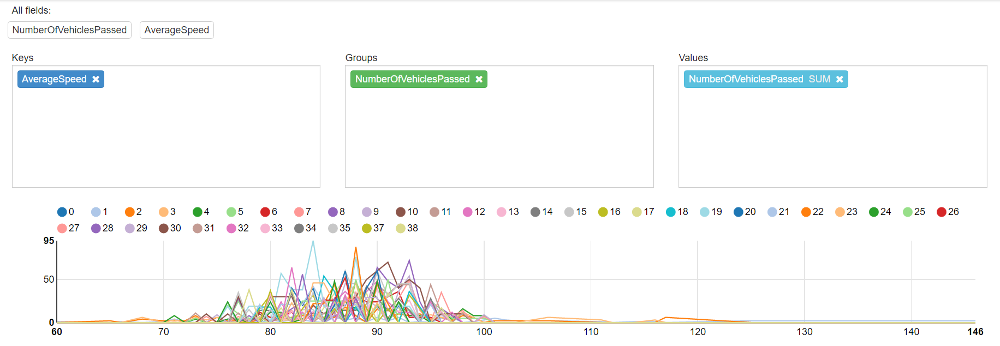 All fields:
NumberOfVehiclesPassed AverageSpeed
Keys Groups Values
AverageSpeed ✖ NumberOfVehiclesPassed ✖ NumberOfVehiclesPassed SUM ✖
0 1 2 3 4 5 6 7 8 9 10 11 12 13 14 15 16 17 18 19 20 21 22 23 24 25 26
27 28 29 30 31 32 33 34 35 37 38
95
50
0
60 70 80 90 100 110 120 130 140 146